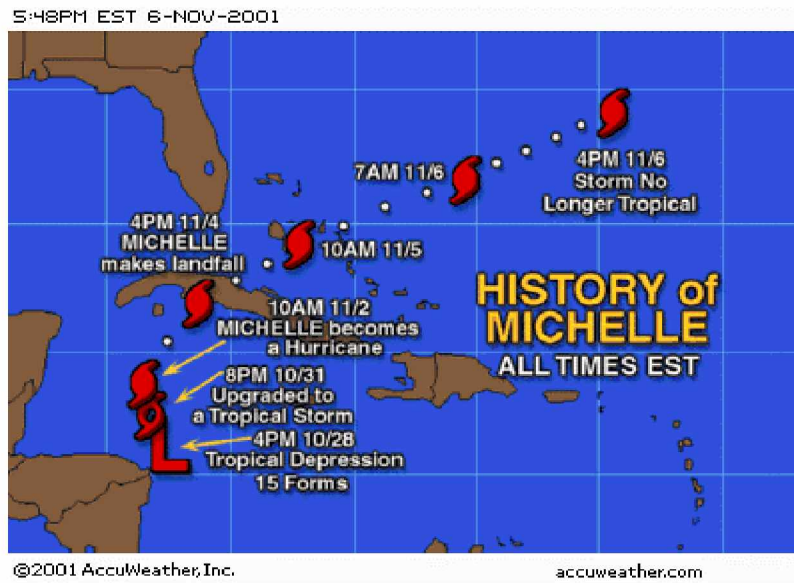 5:48PM EST 6-NOV-2001
4PM 11/6
Storm No
Longer Tropical
7AM 11/6
10AM 11/5
4PM 11/4
MICHELLE
makes landfall
HISTORY of
MICHELLE
ALL TIMES EST
10AM 11/2
MICHELLE becomes
a Hurricane
8PM 10/31
Upgraded to
a Tropical Storm
4PM 10/28
Tropical Depression
15 Forms
L
©2001 AccuWeather, Inc.
accuweather.com